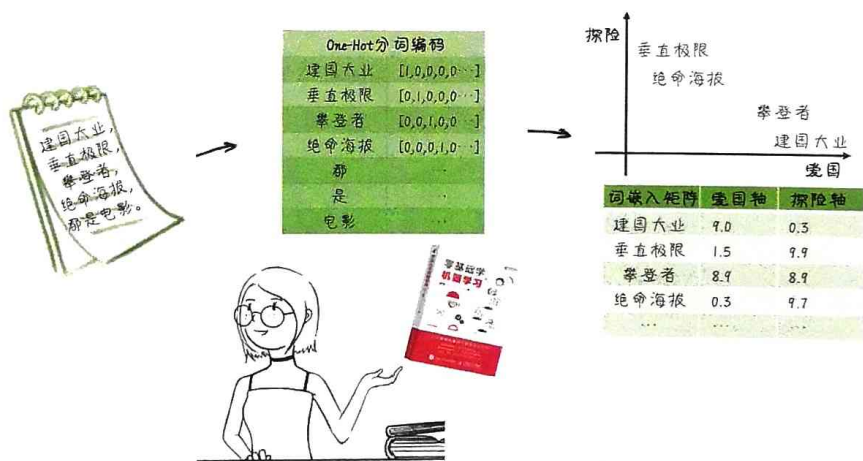 建国大业,
垂直极限,
攀登者,
绝命海拔,
都是电影。
One-Hot分词编码
建国大业 [1,0,0,0,0…]
垂直极限 [0,1,0,0,0…]
攀登者 [0,0,1,0,0…]
绝命海拔 [0,0,0,1,0…]
都 …
是 …
电影 …
探险
垂直极限
绝命海拔
攀登者
建国大业
爱国
词嵌入矩阵 爱国轴 探险轴
建国大业 9.0 0.3
垂直极限 1.5 9.9
攀登者 8.9 8.9
绝命海拔 0.3 9.7
… … …
零基础学
机器学习